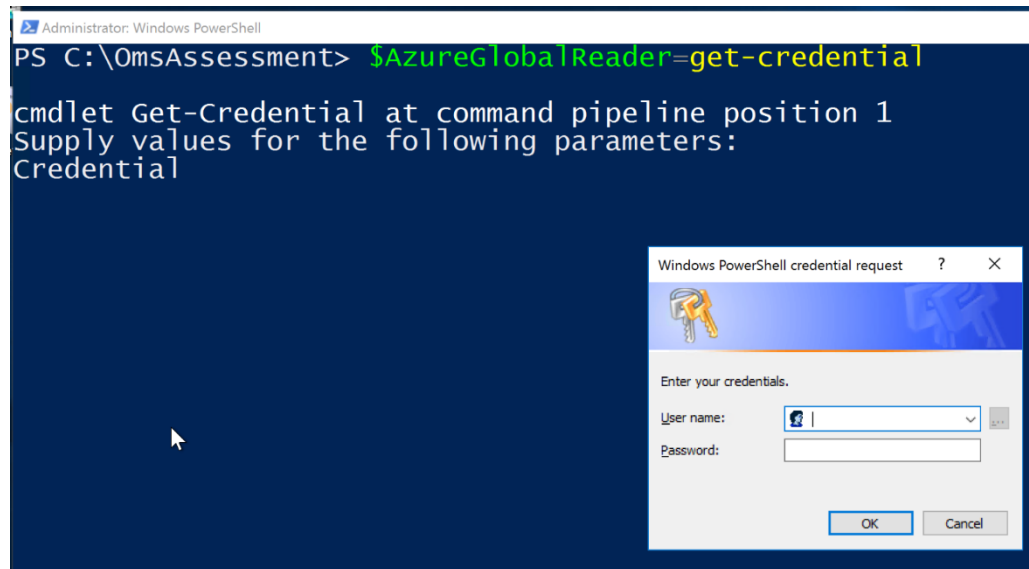 Administrator: Windows PowerShell
PS C:\OmsAssessment> $AzureGlobalReader=get-credential
cmdlet Get-Credential at command pipeline position 1
Supply values for the following parameters:
Credential
Windows PowerShell credential request ? X
Enter your credentials.
User name:
...
Password:
OK Cancel